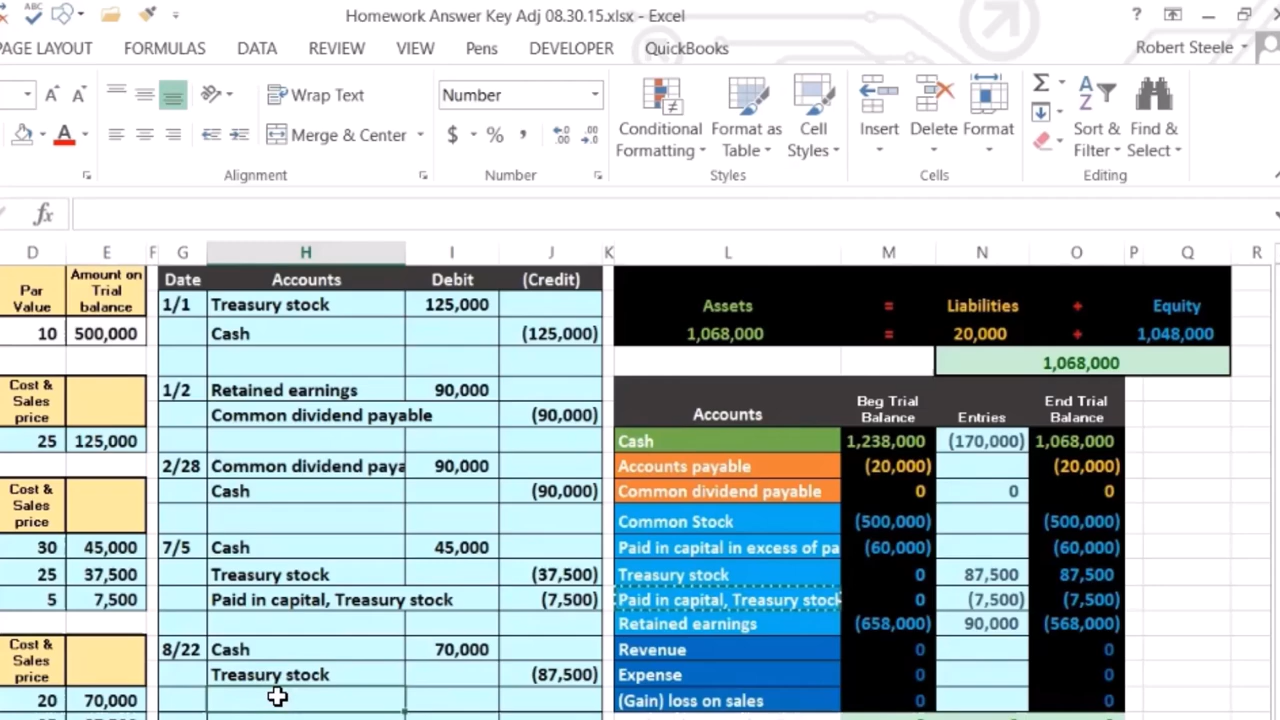 ABC
Homework Answer Key Adj 08.30.15.xlsx - Excel
?
PAGE LAYOUT FORMULAS DATA REVIEW VIEW Pens DEVELOPER QuickBooks Robert Steele
Wrap Text Number
Merge & Center $ % ,
Conditional Formatting Format as Table Cell Styles Insert Delete Format Sort & Filter Find & Select
Alignment Number Styles Cells Editing
fx
D E F G H I J K L M N O P Q R
Par Value Amount on Trial balance Date Accounts Debit (Credit)
1/1 Treasury stock 125,000 Assets = Liabilities + Equity
10 500,000 Cash (125,000) 1,068,000 = 20,000 + 1,048,000
1,068,000
Cost & Sales price 1/2 Retained earnings 90,000
Common dividend payable (90,000) Accounts Beg Trial Balance Entries End Trial Balance
25 125,000 Cash 1,238,000 (170,000) 1,068,000
2/28 Common dividend paya 90,000 Accounts payable (20,000) (20,000)
Cost & Sales price Cash (90,000) Common dividend payable 0 0 0
Common Stock (500,000) (500,000)
30 45,000 7/5 Cash 45,000 Paid in capital in excess of pa (60,000) (60,000)
25 37,500 Treasury stock (37,500) Treasury stock 0 87,500 87,500
5 7,500 Paid in capital, Treasury stock (7,500) Paid in capital, Treasury stock 0 (7,500) (7,500)
Retained earnings (658,000) 90,000 (568,000)
Cost & Sales price 8/22 Cash 70,000 Revenue 0 0
Treasury stock (87,500) Expense 0 0
20 70,000 (Gain) loss on sales 0 0